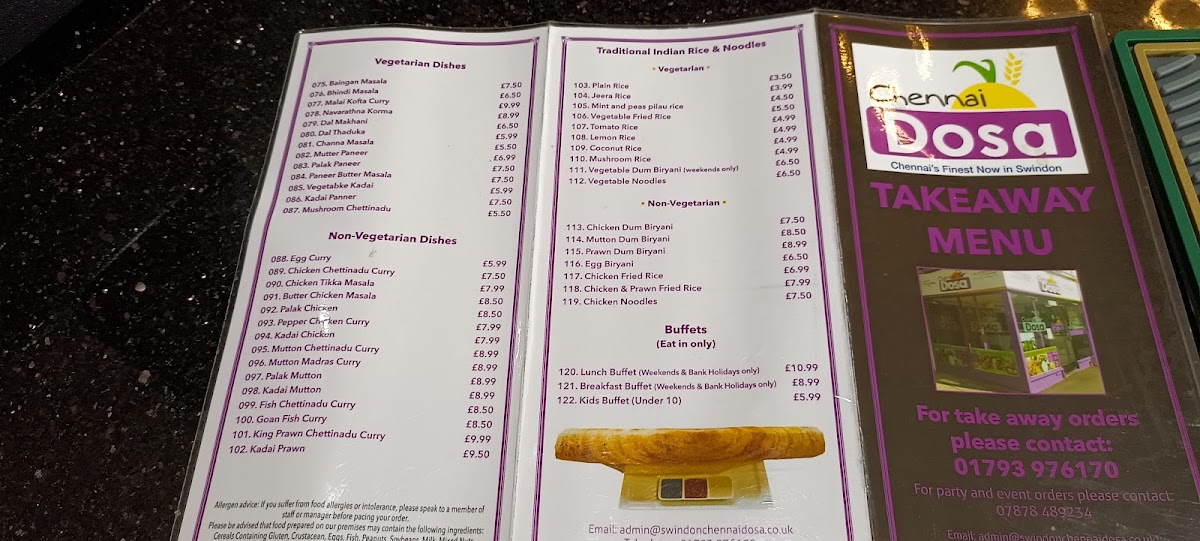 Vegetarian Dishes
075. Baingan Masala £7.50
076. Bhindi Masala £6.50
077. Malai Kofta Curry £9.99
078. Navarathna Korma £8.99
079. Dal Makhani £6.50
080. Dal Thaduka £5.99
081. Channa Masala £5.50
082. Mutter Paneer £6.99
083. Palak Paneer £7.50
084. Paneer Butter Masala £7.50
085. Vegetabke Kadai £5.99
086. Kadai Panner £7.50
087. Mushroom Chettinadu £5.50
Non-Vegetarian Dishes
088. Egg Curry £5.99
089. Chicken Chettinadu Curry £7.50
090. Chicken Tikka Masala £7.99
091. Butter Chicken Masala £8.50
092. Palak Chicken £8.50
093. Pepper Chicken Curry £7.99
094. Kadai Chicken £7.99
095. Mutton Chettinadu Curry £8.99
096. Mutton Madras Curry £8.99
097. Palak Mutton £8.99
098. Kadai Mutton £8.99
099. Fish Chettinadu Curry £8.50
100. Goan Fish Curry £8.50
101. King Prawn Chettinadu Curry £9.99
102. Kadai Prawn £9.50
Allergen advice: If you suffer from food allergies or intolerance, please speak to a member of
staff or manager before pacing your order.
Please be advised that food prepared on our premises may contain the following ingredients:
Cereals Containing Gluten, Crustacean, Eggs, Fish, Peanuts, Soybeans, Milk, Mixed Nuts
Traditional Indian Rice & Noodles
• Vegetarian •
103. Plain Rice £3.50
104. Jeera Rice £3.99
105. Mint and peas pilau rice £4.50
106. Vegetable Fried Rice £5.50
107. Tomato Rice £4.99
108. Lemon Rice £4.99
109. Coconut Rice £4.99
110. Mushroom Rice £4.99
111. Vegetable Dum Biryani (weekends only) £6.50
112. Vegetable Noodles £6.50
• Non-Vegetarian •
113. Chicken Dum Biryani £7.50
114. Mutton Dum Biryani £8.50
115. Prawn Dum Biryani £8.99
116. Egg Biryani £6.50
117. Chicken Fried Rice £6.99
118. Chicken & Prawn Fried Rice £7.99
119. Chicken Noodles £7.50
Buffets
(Eat in only)
120. Lunch Buffet (Weekends & Bank Holidays only) £10.99
121. Breakfast Buffet (Weekends & Bank Holidays only) £8.99
122. Kids Buffet (Under 10) £5.99
Email: admin@swindonchennaidosa.co.uk
Chennai
Dosa
Chennai's Finest Now in Swindon
TAKEAWAY
MENU
Dosa
Dosa
For take away orders
please contact:
01793 976170
For party and event orders please contact:
07878 489234
Email: admin@swindonchennaidosa.co.uk